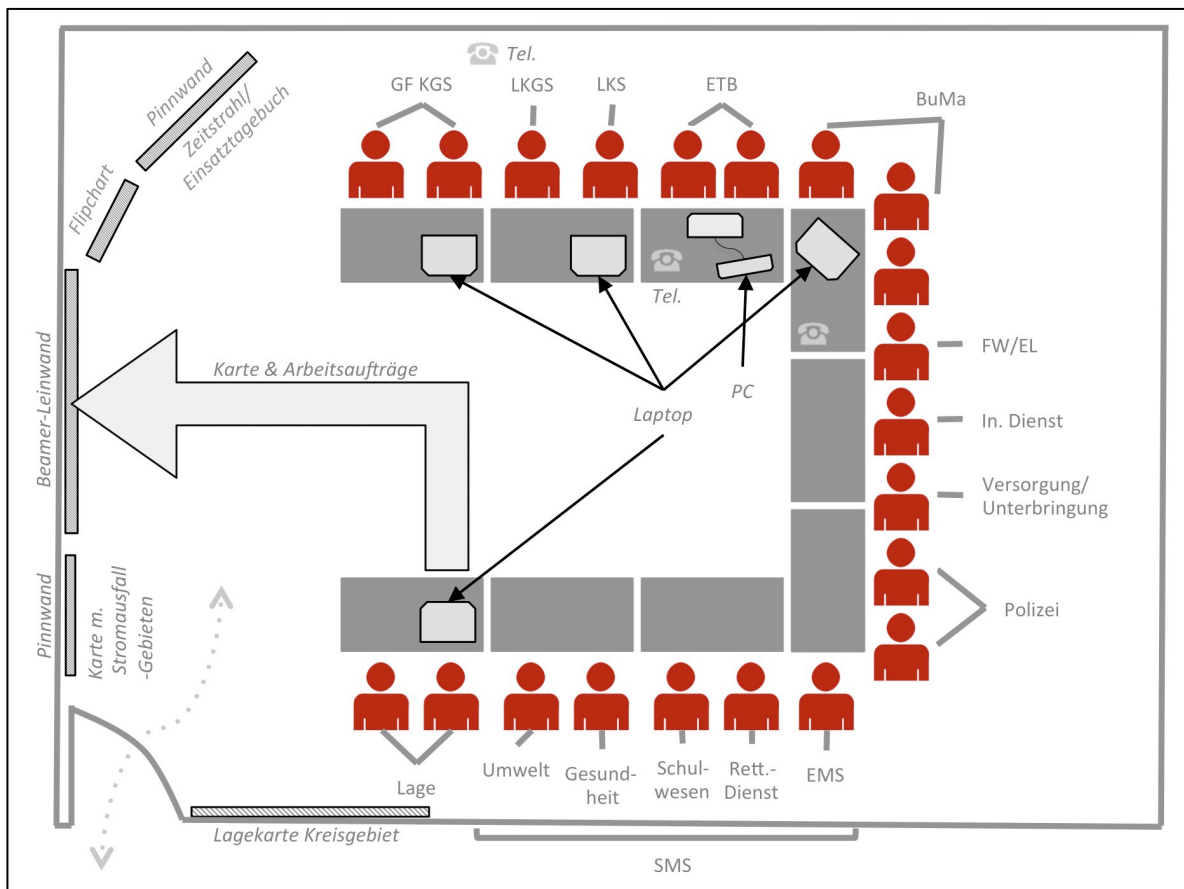 Tel.
GF KGS
LKGS
LKS
ETB
BuMa
Pinnwand
Zeitstrahl/
Einsatztagebuch
Flipchart
Tel.
Karte & Arbeitsaufträge
Laptop
PC
FW/EL
In. Dienst
Versorgung/
Unterbringung
Polizei
Beamer-Leinwand
Pinnwand
Karte m.
Stromausfall
-Gebieten
Lage
Umwelt
Gesund-
heit
Schul-
wesen
Rett.-
Dienst
EMS
Lagekarte Kreisgebiet
SMS